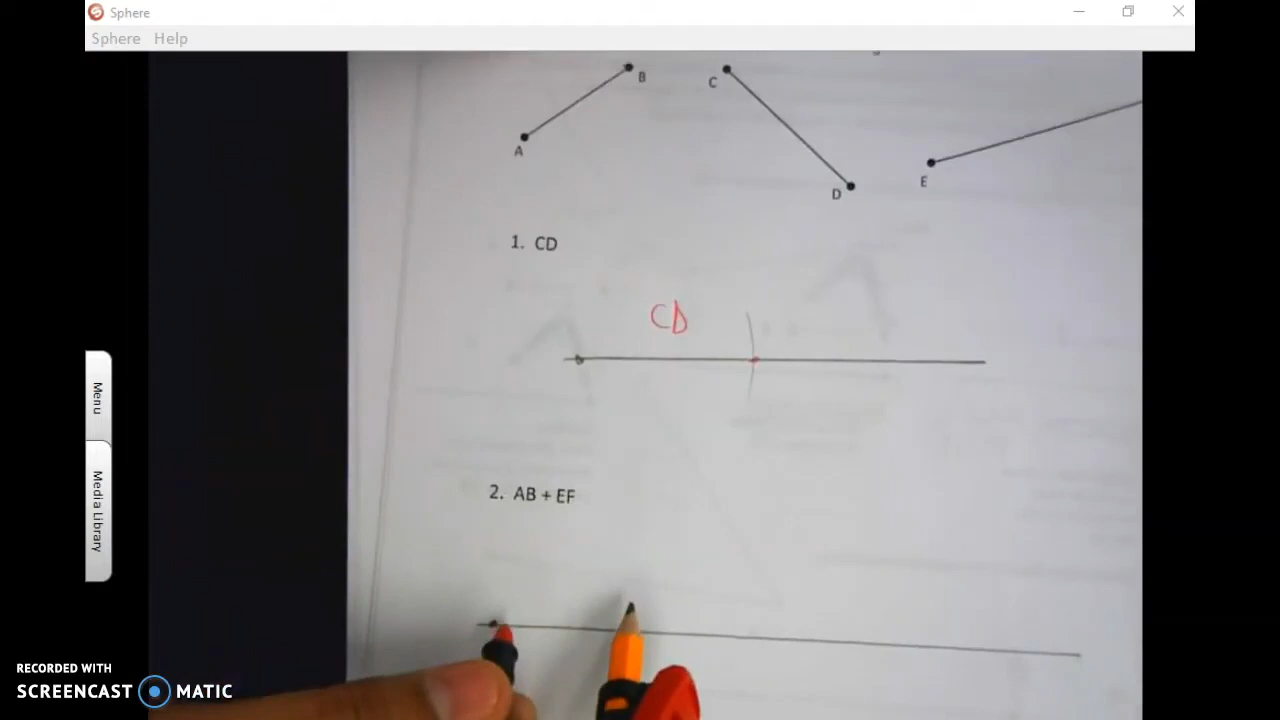 Sphere
Sphere Help
B
C
A
D
E
1. CD
CD
Menu
Media Library
2. AB + EF
RECORDED WITH
SCREENCAST MATIC